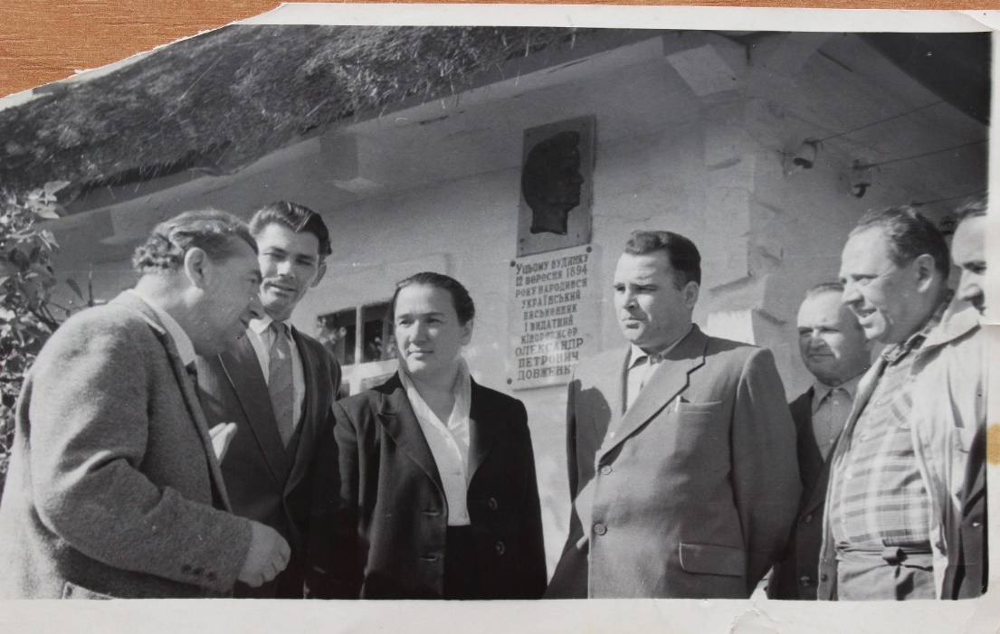 У цьому будинку
12 вересня 1894
року народився
український
письменник
і видатний
кінорежисер
ОЛЕКСАНДР
ПЕТРОВИЧ
ДОВЖЕНКО